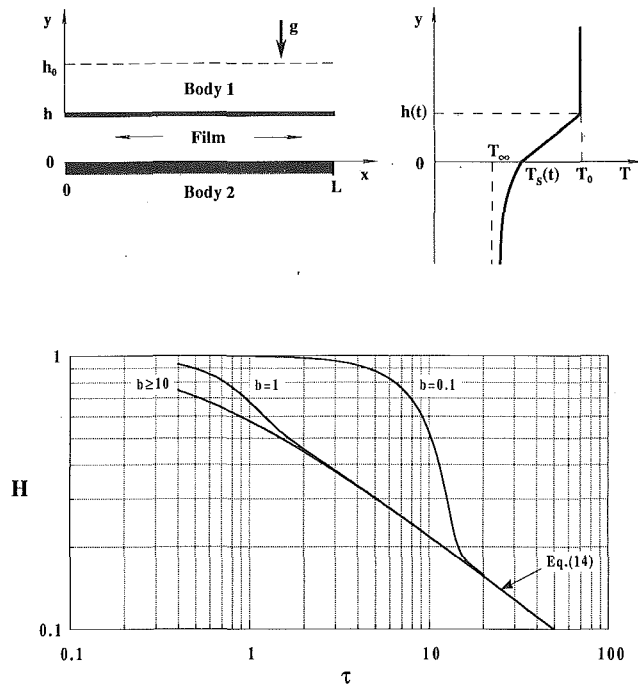 y
g
h₀
Body 1
h
Film
0
x
0
Body 2
L
y
h(t)
T∞
0
Tₛ(t)
T₀
T
1
b≥10
b=1
b=0.1
H
Eq.(14)
0.1
0.1
1
10
100
τ